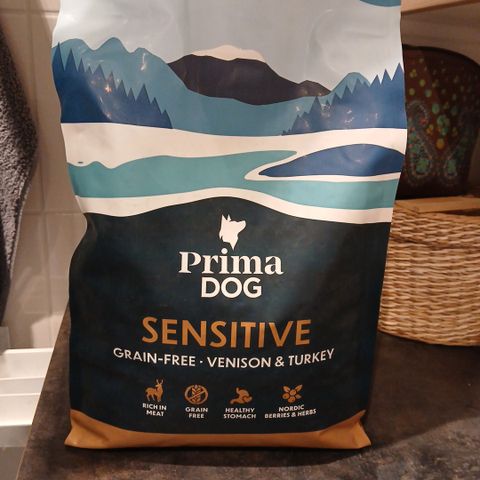 Prima
DOG
SENSITIVE
GRAIN-FREE · VENISON & TURKEY
RICH IN
MEAT
GRAIN
FREE
HEALTHY
STOMACH
NORDIC
BERRIES & HERBS